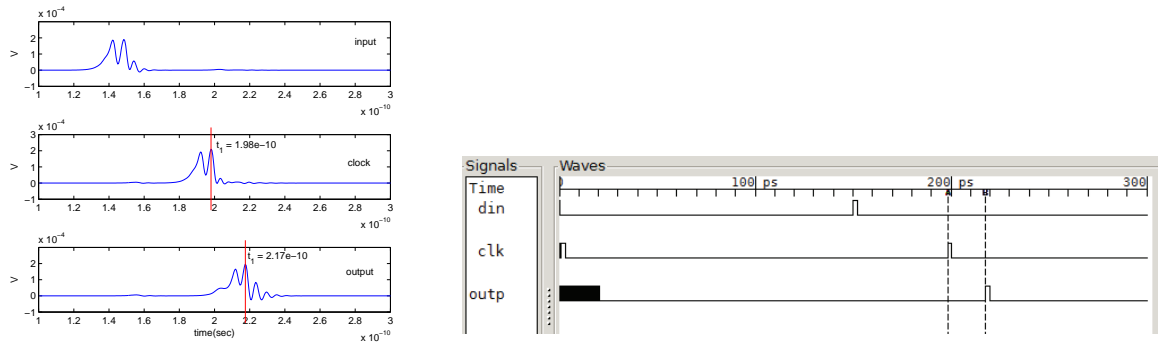 x 10⁻⁴
2
1
0
−1
V
input
1 1.2 1.4 1.6 1.8 2 2.2 2.4 2.6 2.8 3
x 10⁻¹⁰
x 10⁻⁴
3
2
1
0
−1
V
t₁ = 1.98e−10
clock
1 1.2 1.4 1.6 1.8 2 2.2 2.4 2.6 2.8 3
x 10⁻¹⁰
x 10⁻⁴
2
1
0
−1
V
t₁ = 2.17e−10
output
1 1.2 1.4 1.6 1.8 2 2.2 2.4 2.6 2.8 3
time(sec)
x 10⁻¹⁰
Signals
Waves
Time
0 100 ps 200 ps 300
A B
din
clk
outp